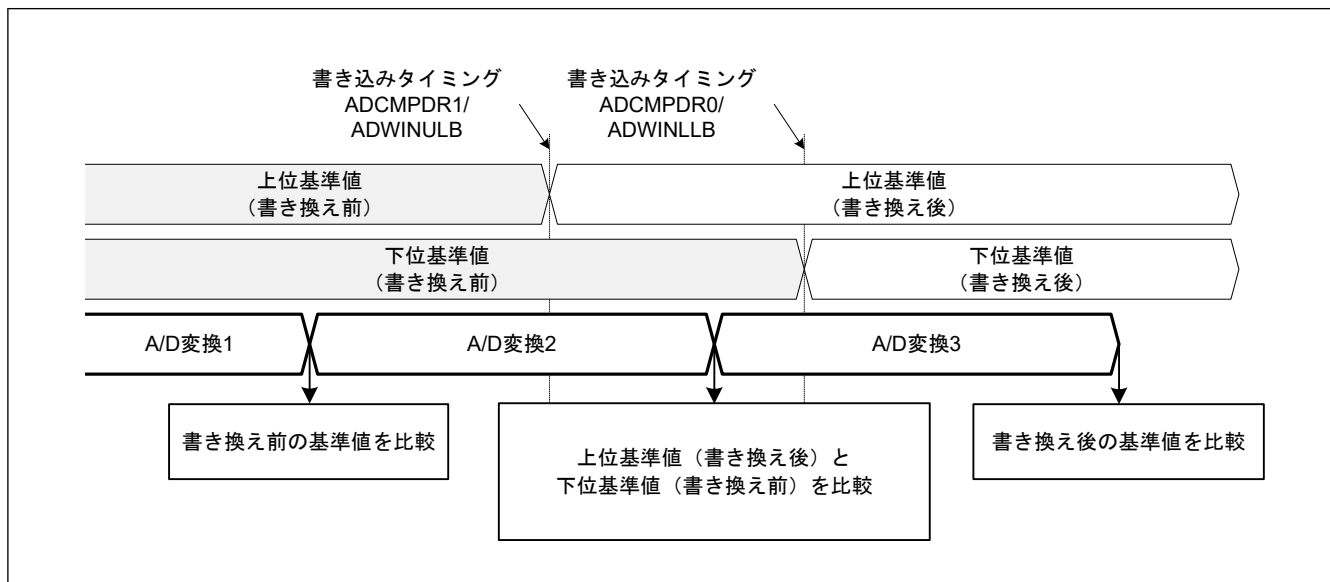 書き込みタイミング
ADCMPDR1/
ADWINULB
書き込みタイミング
ADCMPDR0/
ADWINLLB
上位基準値
（書き換え前）
上位基準値
（書き換え後）
下位基準値
（書き換え前）
下位基準値
（書き換え後）
A/D変換1
A/D変換2
A/D変換3
書き換え前の基準値を比較
上位基準値（書き換え後）と
下位基準値（書き換え前）を比較
書き換え後の基準値を比較